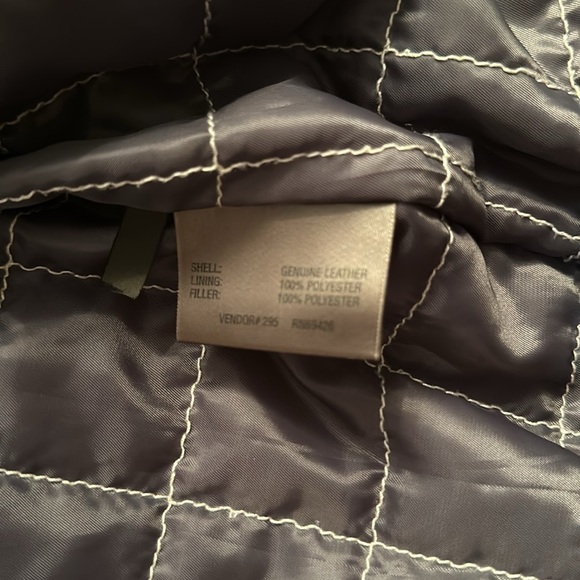 SHELL: GENUINE LEATHER
LINING: 100% POLYESTER
FILLER: 100% POLYESTER
VENDOR# 295